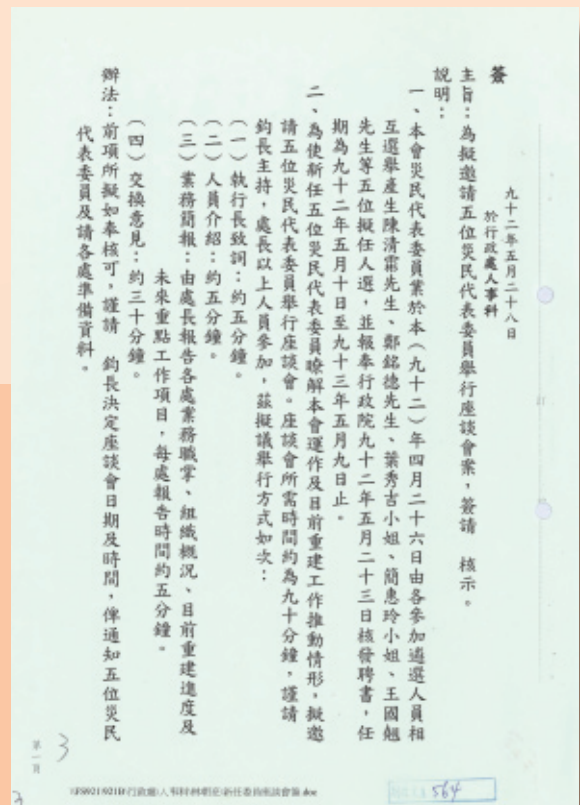 簽
九十二年五月二十八日
於行政處人事科
主旨：為擬邀請五位災民代表委員舉行座談會案，簽請　核示。
說明：
一、本會災民代表委員業於本（九十二）年四月二十六日由各參加遴選人員相
互選舉產生陳清霜先生、鄭銘德先生、葉秀吉小姐、簡惠玲小姐、王國翹
先生等五位擬任人選，並報奉行政院九十二年五月二十三日核發聘書，任
期為九十二年五月十日至九十三年五月九日止。
二、為使新任五位災民代表委員瞭解本會運作及目前重建工作推動情形，擬邀
請五位災民代表委員舉行座談會。座談會所需時間約為九十分鐘，謹請
鈞長主持，處長以上人員參加，茲擬議舉行方式如次：
（一）執行長致詞：約五分鐘。
（二）人員介紹：約五分鐘。
（三）業務簡報：由處長報告各處業務職掌、組織概況、目前重建進度及
未來重點工作項目，每處報告時間約五分鐘。
（四）交換意見：約三十分鐘。
辦法：前項所擬如奉核可，謹請　鈞長決定座談會日期及時間，俾通知五位災民
代表委員及請各處準備資料。
第一頁
3
564